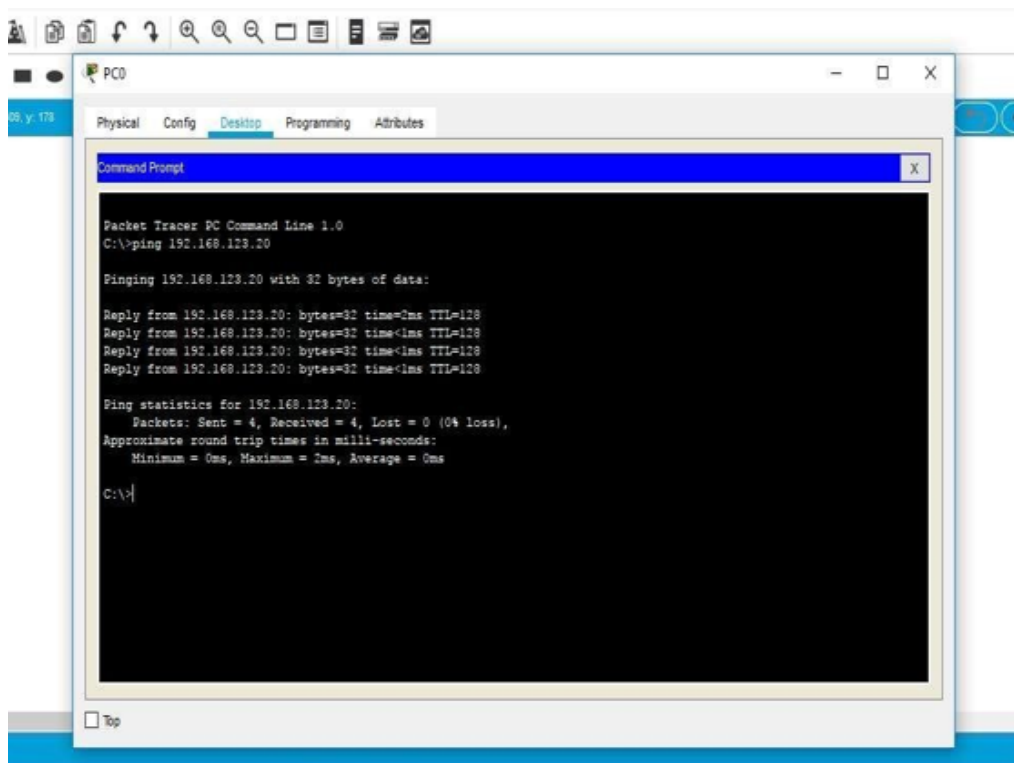 09, y: 178
PC0
Physical Config Desktop Programming Attributes
Command Prompt
X
Packet Tracer PC Command Line 1.0
C:\>ping 192.168.123.20
Pinging 192.168.123.20 with 32 bytes of data:
Reply from 192.168.123.20: bytes=32 time=2ms TTL=128
Reply from 192.168.123.20: bytes=32 time<1ms TTL=128
Reply from 192.168.123.20: bytes=32 time<1ms TTL=128
Reply from 192.168.123.20: bytes=32 time<1ms TTL=128
Ping statistics for 192.168.123.20:
Packets: Sent = 4, Received = 4, Lost = 0 (0% loss),
Approximate round trip times in milli-seconds:
Minimum = 0ms, Maximum = 2ms, Average = 0ms
C:\>
Top